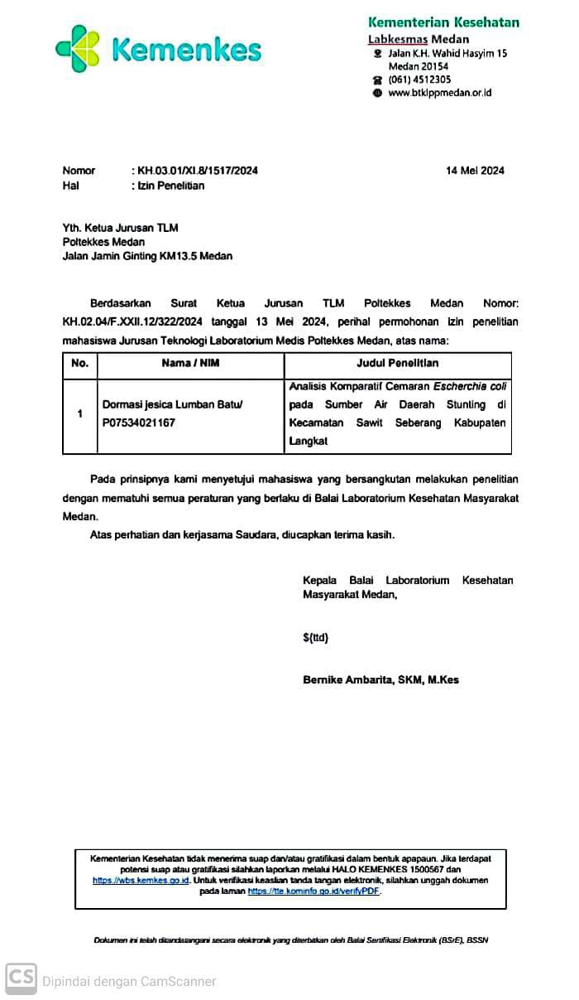 Kemenkes
Kementerian Kesehatan
Labkesmas Medan
Jalan K.H. Wahid Hasyim 15
Medan 20154
(061) 4512305
www.btklppmedan.or.id
Nomor : KH.03.01/XI.8/1517/2024 14 Mei 2024
Hal : Izin Penelitian
Yth. Ketua Jurusan TLM
Poltekkes Medan
Jalan Jamin Ginting KM13.5 Medan
Berdasarkan Surat Ketua Jurusan TLM Poltekkes Medan Nomor:
KH.02.04/F.XXII.12/322/2024 tanggal 13 Mei 2024, perihal permohonan izin penelitian
mahasiswa Jurusan Teknologi Laboratorium Medis Poltekkes Medan, atas nama:
No. Nama / NIM Judul Penelitian
1
Dormasi jesica Lumban Batu/
P07534021167
Analisis Komparatif Cemaran Escherchia coli
pada Sumber Air Daerah Stunting di
Kecamatan Sawit Seberang Kabupaten
Langkat
Pada prinsipnya kami menyetujui mahasiswa yang bersangkutan melakukan penelitian
dengan mematuhi semua peraturan yang berlaku di Balai Laboratorium Kesehatan Masyarakat
Medan.
Atas perhatian dan kerjasama Saudara, diucapkan terima kasih.
Kepala Balai Laboratorium Kesehatan
Masyarakat Medan,
${ttd}
Bernike Ambarita, SKM, M.Kes
Kementerian Kesehatan tidak menerima suap dan/atau gratifikasi dalam bentuk apapaun. Jika terdapat
potensi suap atau gratifikasi silahkan laporkan melalui HALO KEMENKES 1500567 dan
https://wbs.kemkes.go.id. Untuk verifikasi keaslian tanda tangan elektronik, silahkan unggah dokumen
pada laman https://tte.kominfo.go.id/verifyPDF.
Dokumen ini telah ditandatangani secara elektronik yang diterbitkan oleh Balai Sertifikasi Elektronik (BSrE), BSSN
CS Dipindai dengan CamScanner